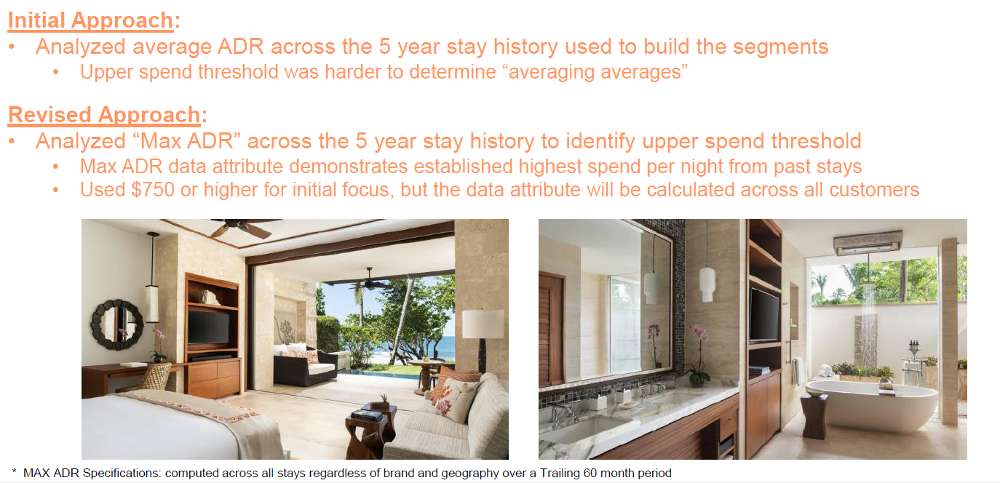 Initial Approach:
• Analyzed average ADR across the 5 year stay history used to build the segments
• Upper spend threshold was harder to determine “averaging averages”
Revised Approach:
• Analyzed “Max ADR” across the 5 year stay history to identify upper spend threshold
• Max ADR data attribute demonstrates established highest spend per night from past stays
• Used $750 or higher for initial focus, but the data attribute will be calculated across all customers
* MAX ADR Specifications: computed across all stays regardless of brand and geography over a Trailing 60 month period